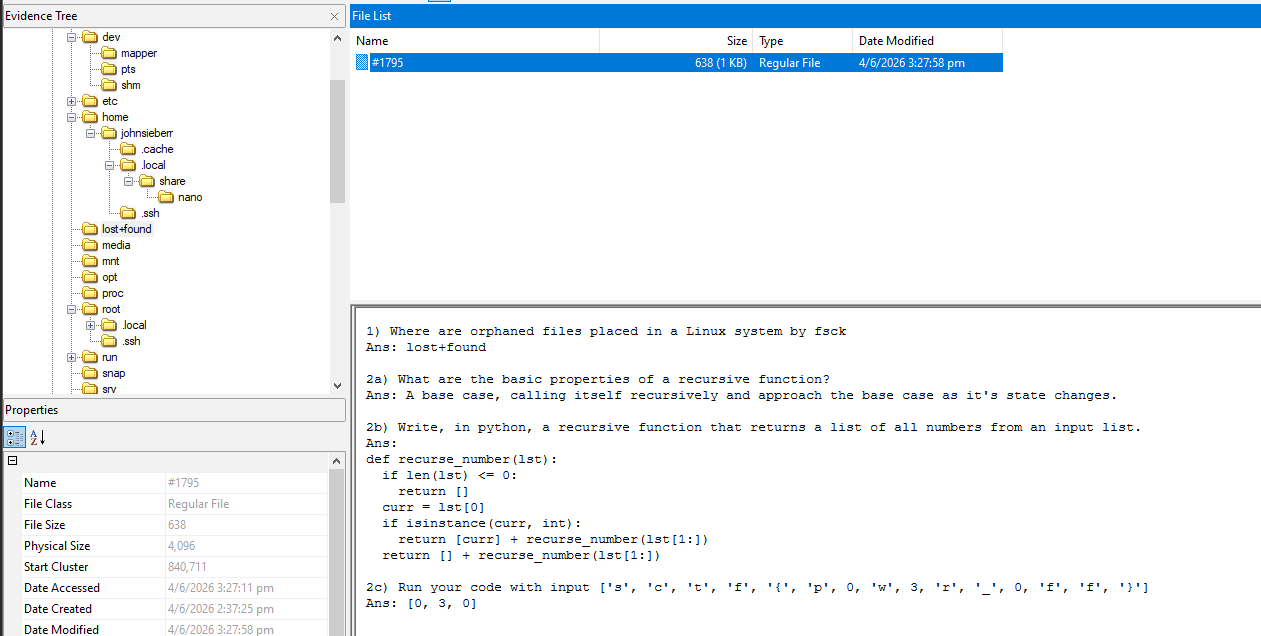 Evidence Tree
dev
mapper
pts
shm
etc
home
johnsieberr
.cache
.local
share
nano
.ssh
lost+found
media
mnt
opt
proc
root
.local
.ssh
run
snap
srv
Properties
Name #1795
File Class Regular File
File Size 638
Physical Size 4,096
Start Cluster 840,711
Date Accessed 4/6/2026 3:27:11 pm
Date Created 4/6/2026 2:37:25 pm
Date Modified 4/6/2026 3:27:58 pm
File List
Name Size Type Date Modified
#1795 638 (1 KB) Regular File 4/6/2026 3:27:58 pm
1) Where are orphaned files placed in a Linux system by fsck
Ans: lost+found
2a) What are the basic properties of a recursive function?
Ans: A base case, calling itself recursively and approach the base case as it's state changes.
2b) Write, in python, a recursive function that returns a list of all numbers from an input list.
Ans:
def recurse_number(lst):
  if len(lst) <= 0:
    return []
  curr = lst[0]
  if isinstance(curr, int):
    return [curr] + recurse_number(lst[1:])
  return [] + recurse_number(lst[1:])
2c) Run your code with input ['s', 'c', 't', 'f', '{', 'p', 0, 'w', 3, 'r', '_', 0, 'f', 'f', '}']
Ans: [0, 3, 0]